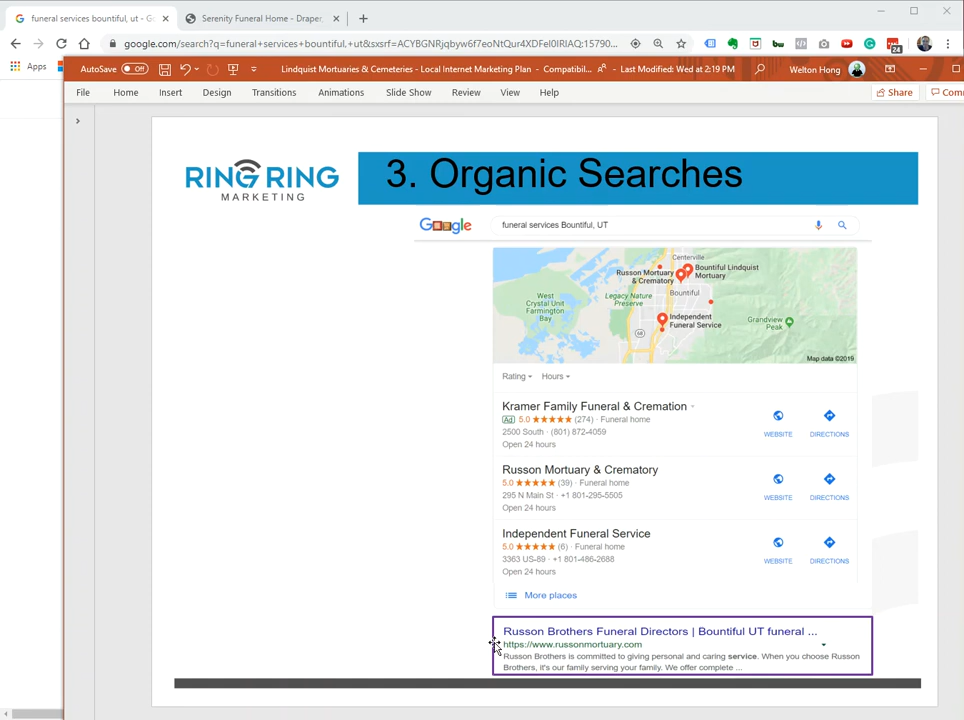 funeral services bountiful, ut - G
Serenity Funeral Home - Draper,
google.com/search?q=funeral+services+bountiful,+ut&sxsrf=ACYBGNRjqbyw6f7eoNtQur4XDFel0IRIAQ:15790...
24
Apps
AutoSave Off
Lindquist Mortuaries & Cemeteries - Local Internet Marketing Plan - Compatibil...
Last Modified: Wed at 2:19 PM
Welton Hong
File Home Insert Design Transitions Animations Slide Show Review View Help
Share
Com
RING RING
MARKETING
3. Organic Searches
Google
funeral services Bountiful, UT
Centerville
Russon Mortuary
& Crematory
Bountiful Lindquist
Mortuary
Bountiful
West
Crystal Unit
Farmington
Bay
Legacy Nature
Preserve
Independent
Funeral Service
68
Grandview
Peak
Map data ©2019
Rating Hours
Kramer Family Funeral & Cremation
Ad 5.0 (274) · Funeral home
2500 South · (801) 872-4059
Open 24 hours
WEBSITE DIRECTIONS
Russon Mortuary & Crematory
5.0 (39) · Funeral home
295 N Main St · +1 801-295-5505
Open 24 hours
WEBSITE DIRECTIONS
Independent Funeral Service
5.0 (6) · Funeral home
3363 US-89 · +1 801-486-2688
Open 24 hours
WEBSITE DIRECTIONS
More places
Russon Brothers Funeral Directors | Bountiful UT funeral ...
https://www.russonmortuary.com
Russon Brothers is committed to giving personal and caring service. When you choose Russon
Brothers, it's our family serving your family. We offer complete ...